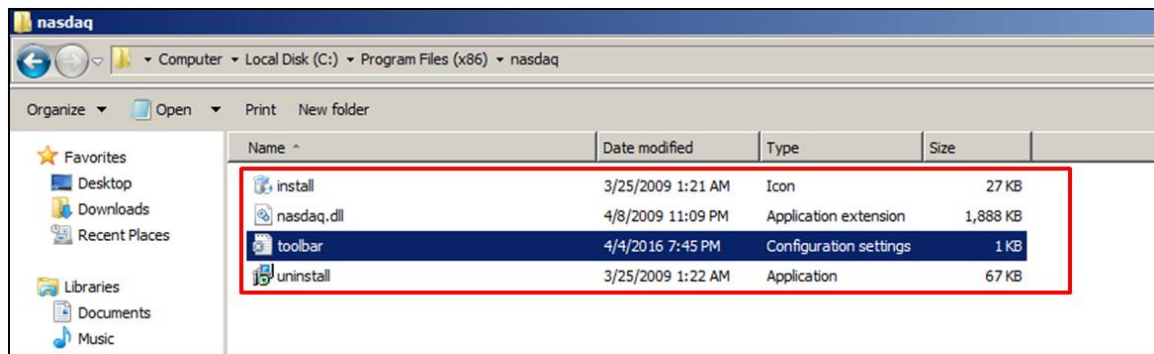 nasdaq
Computer Local Disk (C:) Program Files (x86) nasdaq
Organize Open Print New folder
Favorites
Desktop
Downloads
Recent Places
Libraries
Documents
Music
Name Date modified Type Size
install 3/25/2009 1:21 AM Icon 27 KB
nasdaq.dll 4/8/2009 11:09 PM Application extension 1,888 KB
toolbar 4/4/2016 7:45 PM Configuration settings 1 KB
uninstall 3/25/2009 1:22 AM Application 67 KB